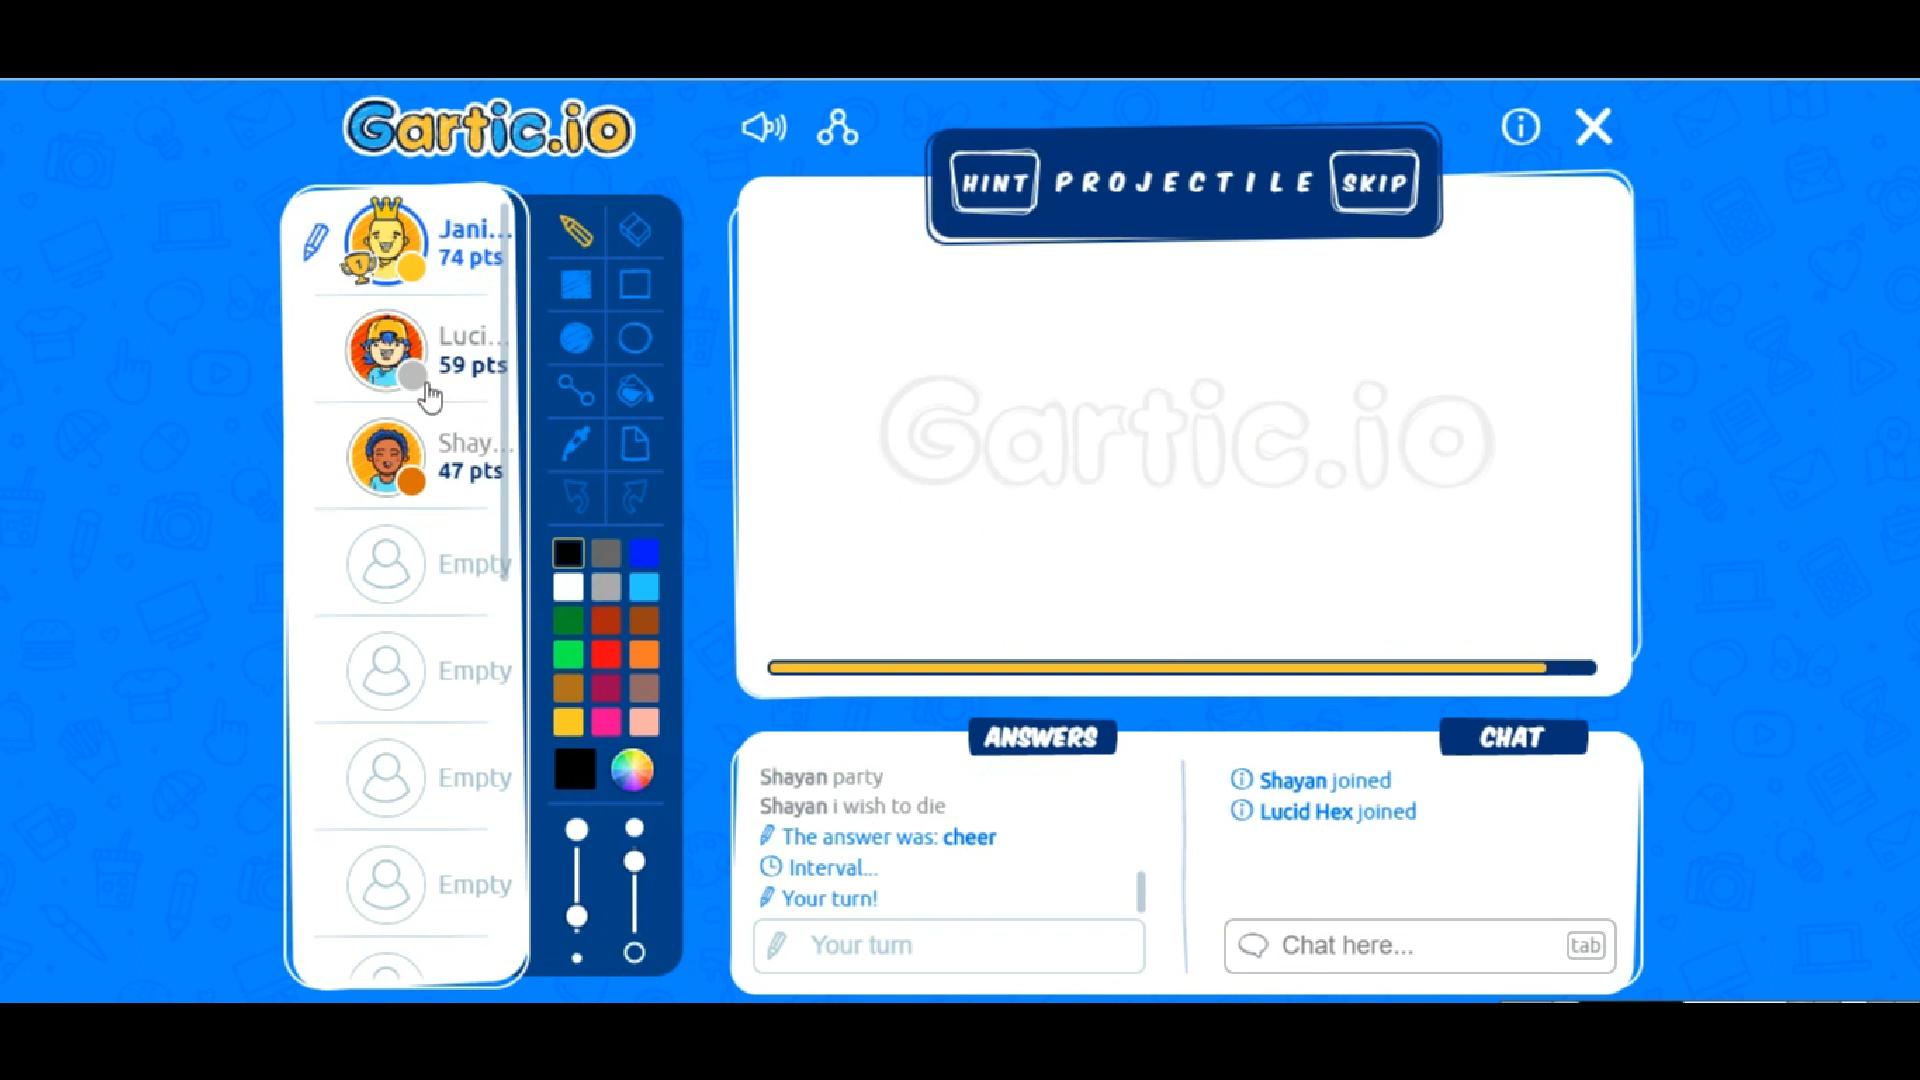 Gartic.io
HINT PROJECTILE SKIP
Jani...
74 pts
Luci...
59 pts
Shay...
47 pts
Empty
Empty
Empty
Empty
Gartic.io
ANSWERS
Shayan party
Shayan i wish to die
The answer was: cheer
Interval...
Your turn!
Your turn
CHAT
Shayan joined
Lucid Hex joined
Chat here...
tab